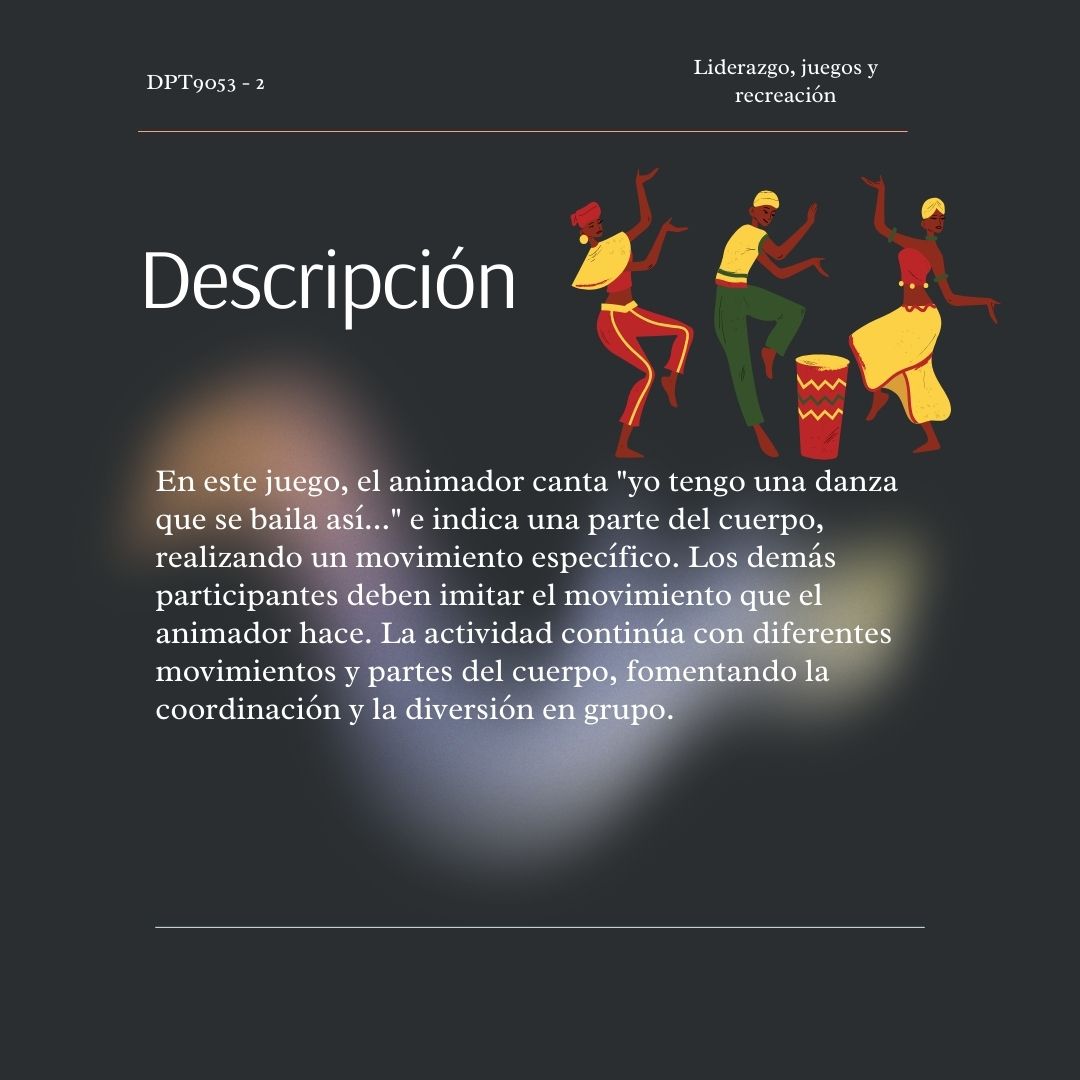 DPT9053 - 2
Liderazgo, juegos y
recreación
Descripción
En este juego, el animador canta "yo tengo una danza
que se baila así..." e indica una parte del cuerpo,
realizando un movimiento específico. Los demás
participantes deben imitar el movimiento que el
animador hace. La actividad continúa con diferentes
movimientos y partes del cuerpo, fomentando la
coordinación y la diversión en grupo.